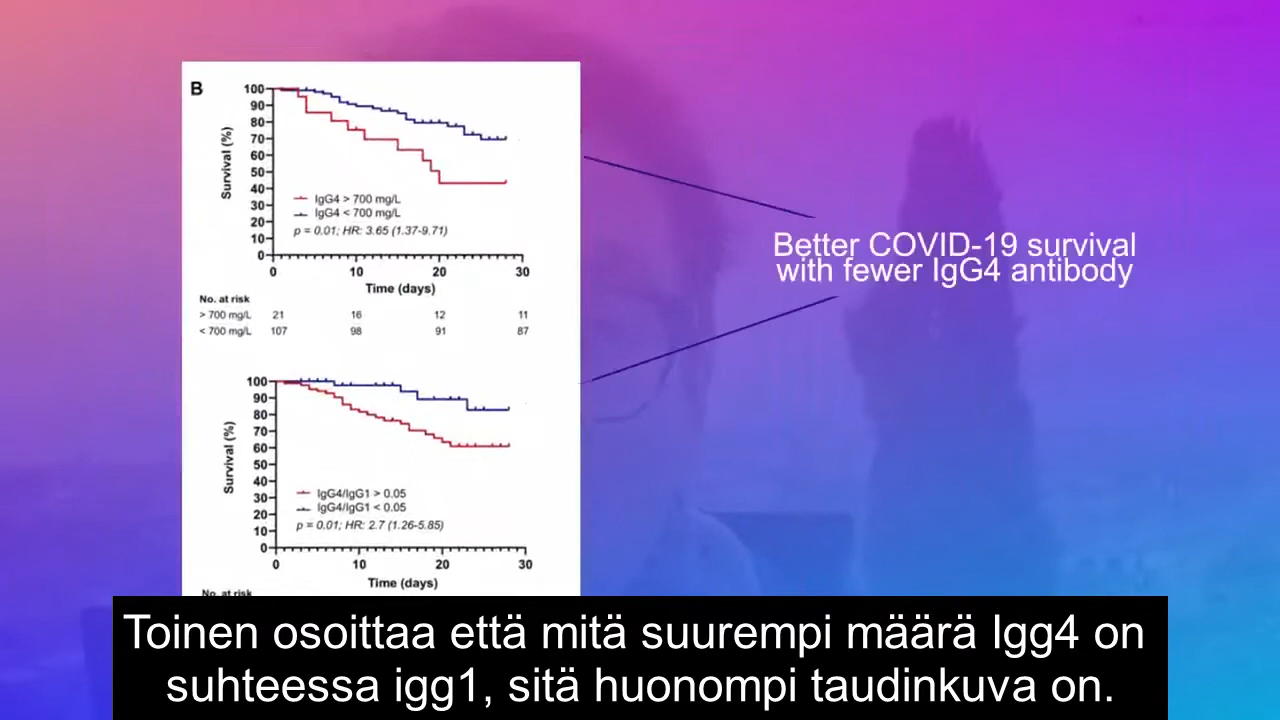 B
Survival (%)
100
90
80
70
60
50
40
30
20
10
0
IgG4 > 700 mg/L
IgG4 < 700 mg/L
p = 0.01; HR: 3.65 (1.37-9.71)
0 10 20 30
Time (days)
No. at risk
> 700 mg/L 21 16 12 11
< 700 mg/L 107 98 91 87
Survival (%)
100
90
80
70
60
50
40
30
20
10
0
IgG4/IgG1 > 0.05
IgG4/IgG1 < 0.05
p = 0.01; HR: 2.7 (1.26-5.85)
0 10 20 30
Time (days)
No. at risk
Better COVID-19 survival
with fewer IgG4 antibody
Toinen osoittaa että mitä suurempi määrä Igg4 on
suhteessa igg1, sitä huonompi taudinkuva on.